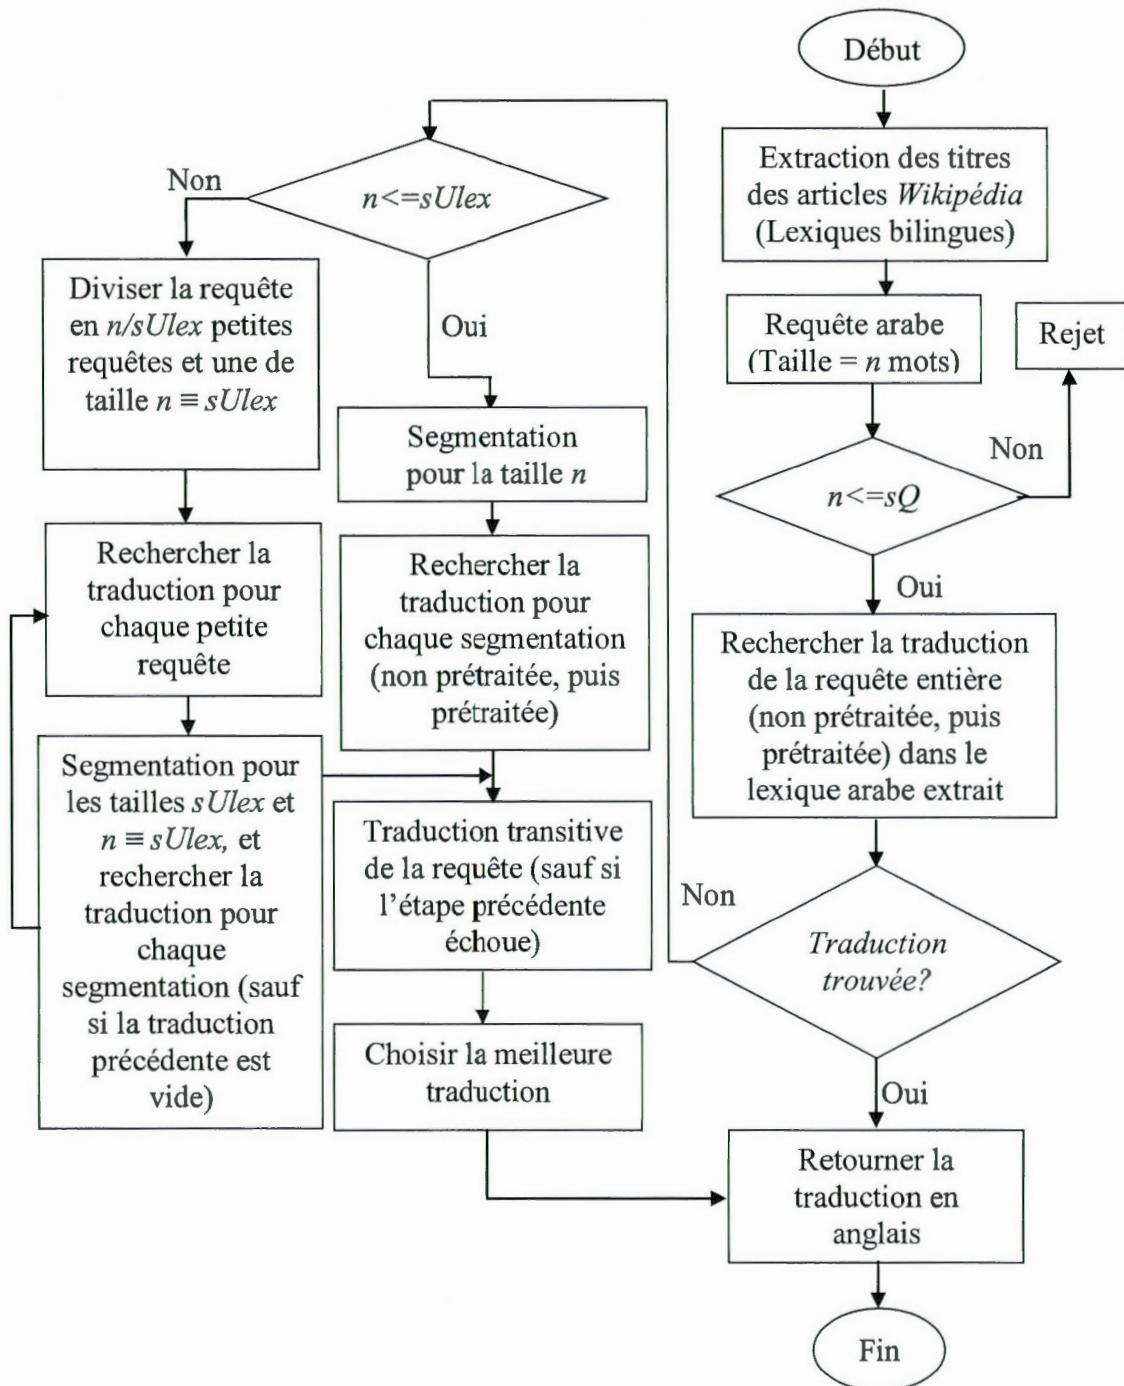 Début
Extraction des titres
des articles Wikipédia
(Lexiques bilingues)
Requête arabe
(Taille = n mots)
Rejet
Non
n<=sQ
Oui
Rechercher la traduction
de la requête entière
(non prétraitée, puis
prétraitée) dans le
lexique arabe extrait
Non
Traduction
trouvée?
Oui
n<=sUlex
Non
Diviser la requête
en n/sUlex petites
requêtes et une de
taille n ≡ sUlex
Rechercher la
traduction pour
chaque petite
requête
Segmentation pour
les tailles sUlex et
n ≡ sUlex, et
rechercher la
traduction pour
chaque
segmentation (sauf
si la traduction
précédente est
vide)
Oui
Segmentation
pour la taille n
Rechercher la
traduction pour
chaque segmentation
(non prétraitée, puis
prétraitée)
Traduction transitive
de la requête (sauf si
l'étape précédente
échoue)
Choisir la meilleure
traduction
Retourner la
traduction en
anglais
Fin